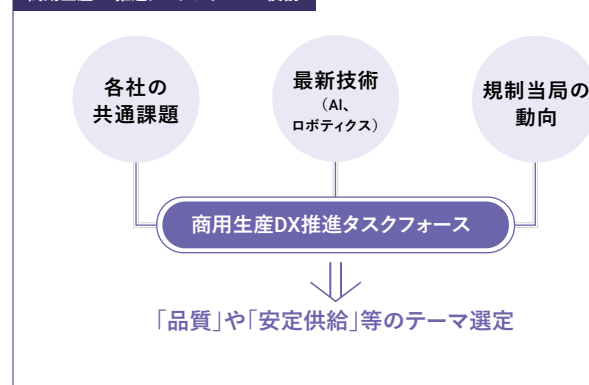 各社の
共通課題
最新技術
（AI、
ロボティクス）
規制当局の
動向
商用生産DX推進タスクフォース
「品質」や「安定供給」等のテーマ選定